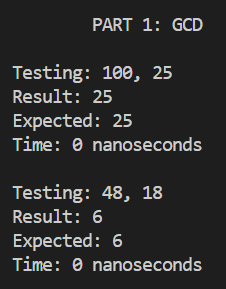 PART 1: GCD
Testing: 100, 25
Result: 25
Expected: 25
Time: 0 nanoseconds
Testing: 48, 18
Result: 6
Expected: 6
Time: 0 nanoseconds